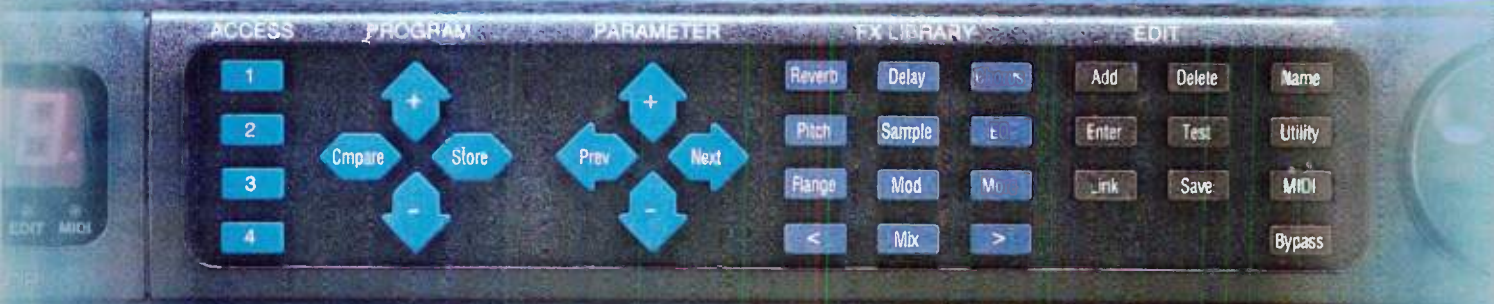 ACCESS PROGRAM PARAMETER FX LIBRARY EDIT
1 + + Reverb Delay Add Delete Name
2 Cmpare Store Prev Next Pitch Sample Enter Test Utility
3 - - Flange Mod Link Save MIDI
4 < Mix > Bypass
EDIT MIDI